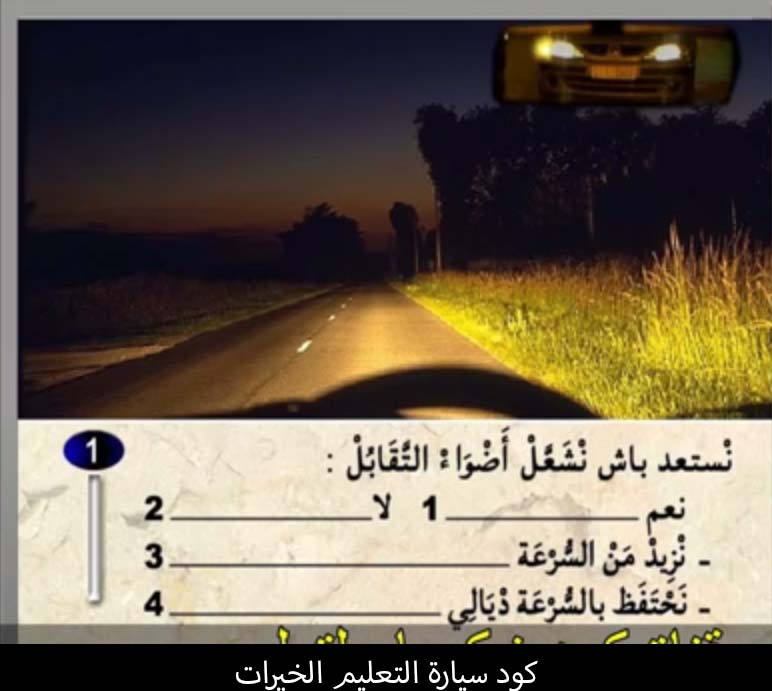 نْستعد باش نْشَعَّلْ أَضْوَاءْ التَّقَابُلْ :
1
نعم ________ 1 لا ________ 2
- نْزِيدْ مَنْ السُّرْعَة ________ 3
- نَحْتَفَظ بالسُّرْعَة دْيَالِي ________ 4
كود سيارة التعليم الخيرات